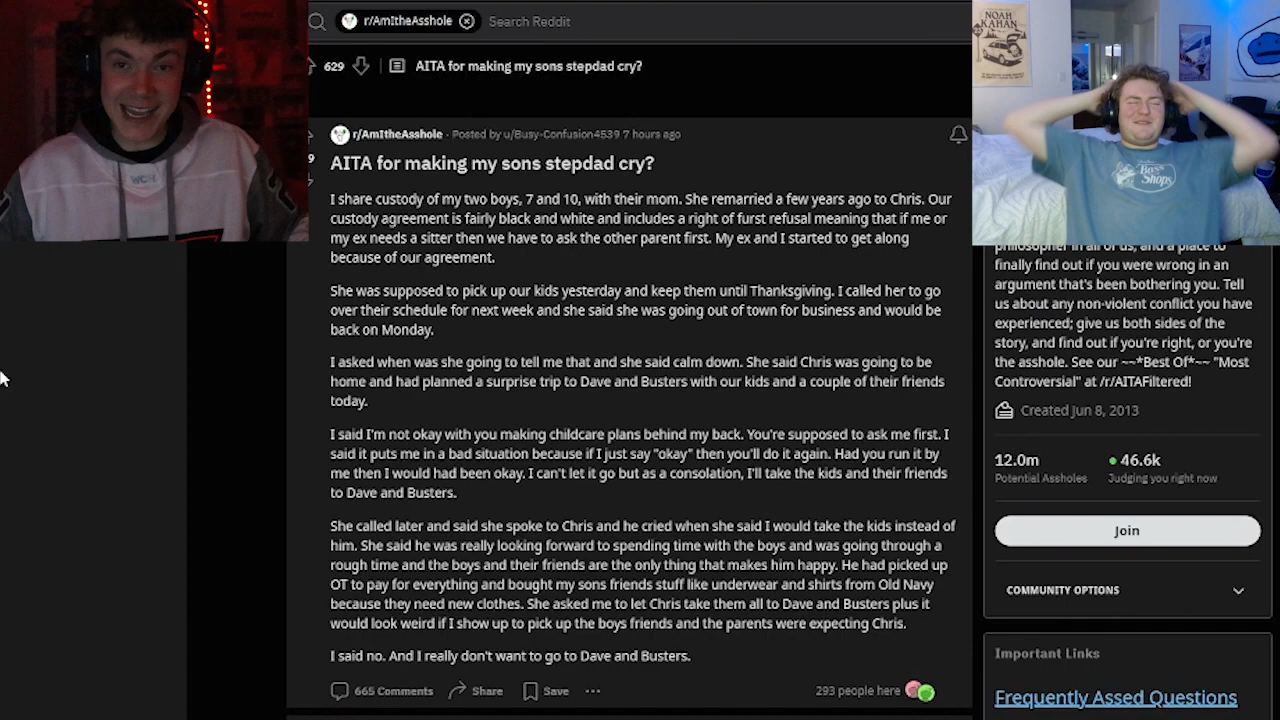 r/AmItheAsshole
Search Reddit
629
AITA for making my sons stepdad cry?
r/AmItheAsshole · Posted by u/Busy-Confusion4539 7 hours ago
9
AITA for making my sons stepdad cry?
I share custody of my two boys, 7 and 10, with their mom. She remarried a few years ago to Chris. Our
custody agreement is fairly black and white and includes a right of furst refusal meaning that if me or
my ex needs a sitter then we have to ask the other parent first. My ex and I started to get along
because of our agreement.
She was supposed to pick up our kids yesterday and keep them until Thanksgiving. I called her to go
over their schedule for next week and she said she was going out of town for business and would be
back on Monday.
I asked when was she going to tell me that and she said calm down. She said Chris was going to be
home and had planned a surprise trip to Dave and Busters with our kids and a couple of their friends
today.
I said I'm not okay with you making childcare plans behind my back. You're supposed to ask me first. I
said it puts me in a bad situation because if I just say "okay" then you'll do it again. Had you run it by
me then I would had been okay. I can't let it go but as a consolation, I'll take the kids and their friends
to Dave and Busters.
She called later and said she spoke to Chris and he cried when she said I would take the kids instead of
him. She said he was really looking forward to spending time with the boys and was going through a
rough time and the boys and their friends are the only thing that makes him happy. He had picked up
OT to pay for everything and bought my sons friends stuff like underwear and shirts from Old Navy
because they need new clothes. She asked me to let Chris take them all to Dave and Busters plus it
would look weird if I show up to pick up the boys friends and the parents were expecting Chris.
I said no. And I really don't want to go to Dave and Busters.
665 Comments
Share
Save
...
293 people here
NOAH
KAHAN
Bass Pro
Shops
philosopher in all of us, and a place to
finally find out if you were wrong in an
argument that's been bothering you. Tell
us about any non-violent conflict you have
experienced; give us both sides of the
story, and find out if you're right, or you're
the asshole. See our ~~*Best Of*~~ "Most
Controversial" at /r/AITAFiltered!
Created Jun 8, 2013
12.0m
46.6k
Potential Assholes
Judging you right now
Join
COMMUNITY OPTIONS
Important Links
Frequently Assed Questions